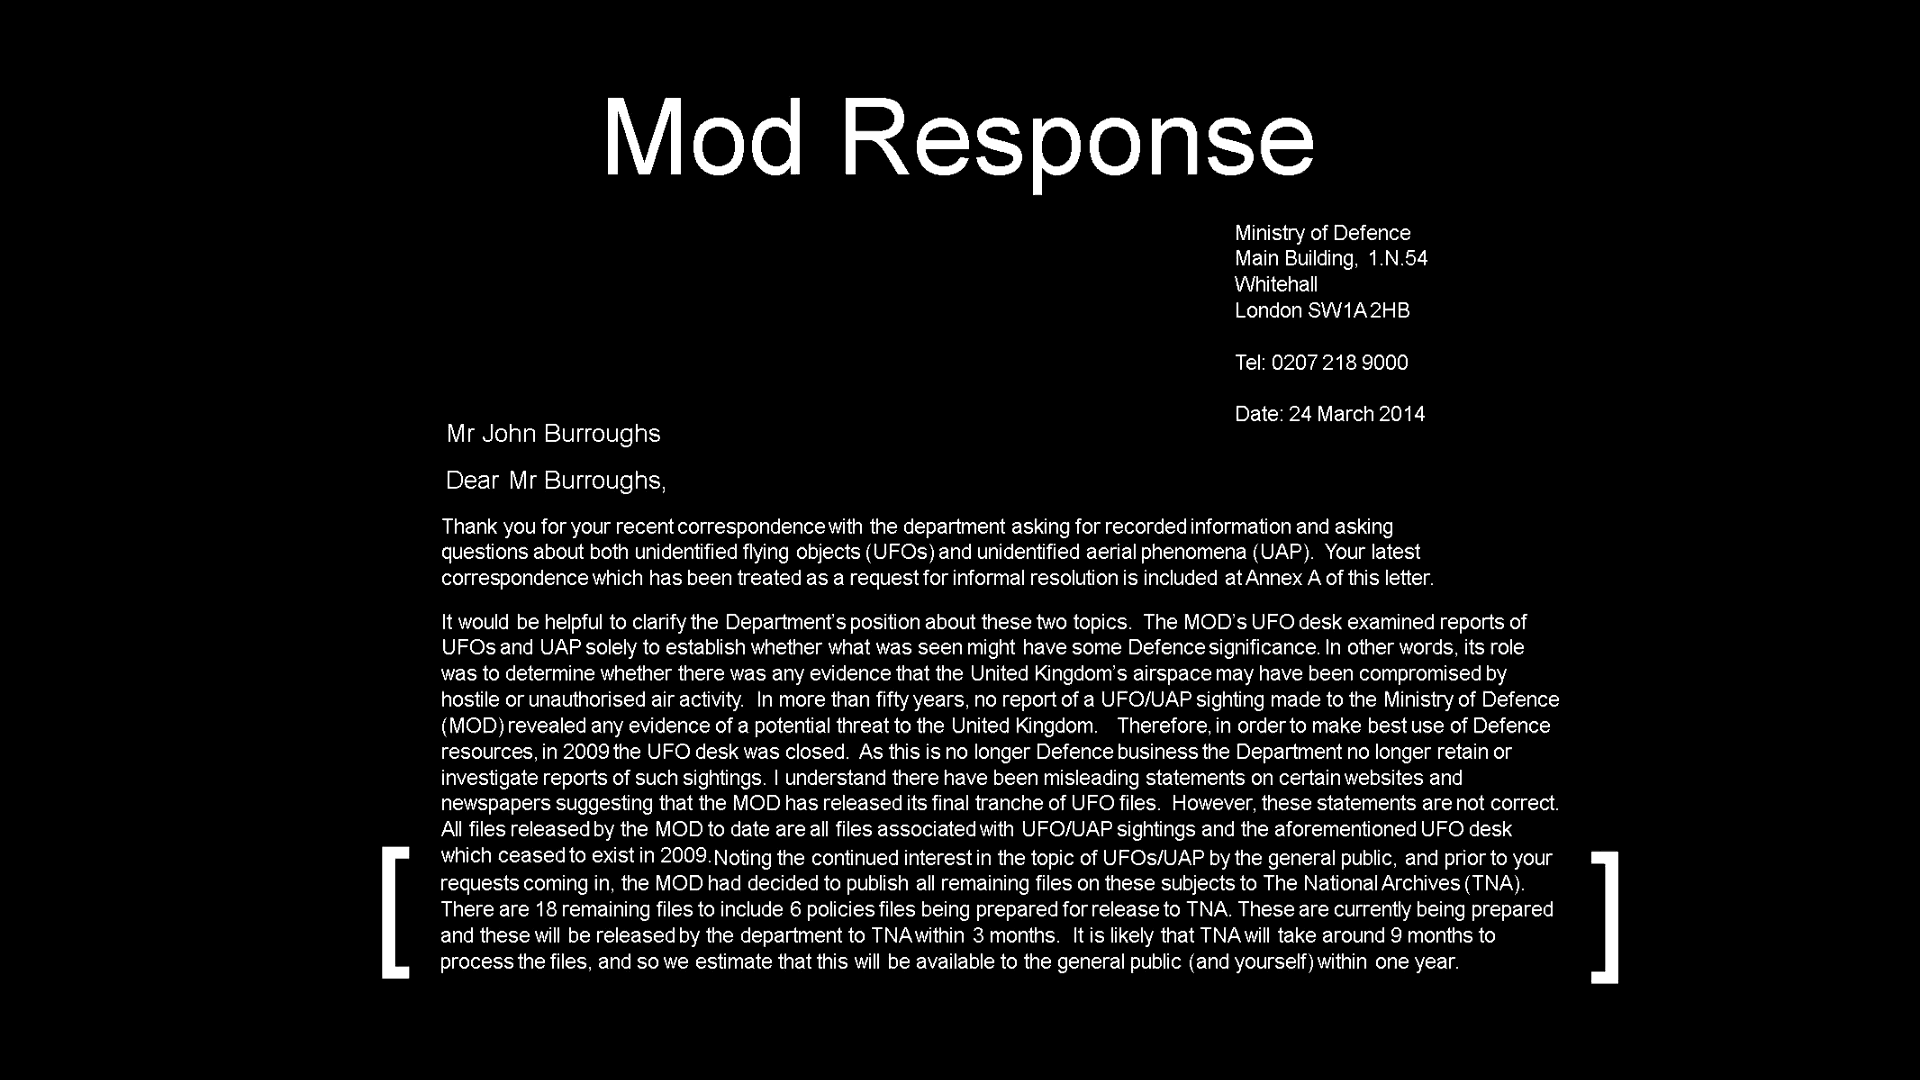 Mod Response
Ministry of Defence
Main Building, 1.N.54
Whitehall
London SW1A 2HB
Tel: 0207 218 9000
Date: 24 March 2014
Mr John Burroughs
Dear Mr Burroughs,
Thank you for your recent correspondence with the department asking for recorded information and asking
questions about both unidentified flying objects (UFOs) and unidentified aerial phenomena (UAP). Your latest
correspondence which has been treated as a request for informal resolution is included at Annex A of this letter.
It would be helpful to clarify the Department's position about these two topics. The MOD's UFO desk examined reports of
UFOs and UAP solely to establish whether what was seen might have some Defence significance. In other words, its role
was to determine whether there was any evidence that the United Kingdom's airspace may have been compromised by
hostile or unauthorised air activity. In more than fifty years, no report of a UFO/UAP sighting made to the Ministry of Defence
(MOD) revealed any evidence of a potential threat to the United Kingdom. Therefore, in order to make best use of Defence
resources, in 2009 the UFO desk was closed. As this is no longer Defence business the Department no longer retain or
investigate reports of such sightings. I understand there have been misleading statements on certain websites and
newspapers suggesting that the MOD has released its final tranche of UFO files. However, these statements are not correct.
All files released by the MOD to date are all files associated with UFO/UAP sightings and the aforementioned UFO desk
[ which ceased to exist in 2009. Noting the continued interest in the topic of UFOs/UAP by the general public, and prior to your
requests coming in, the MOD had decided to publish all remaining files on these subjects to The National Archives (TNA).
There are 18 remaining files to include 6 policies files being prepared for release to TNA. These are currently being prepared
and these will be released by the department to TNA within 3 months. It is likely that TNA will take around 9 months to
process the files, and so we estimate that this will be available to the general public (and yourself) within one year. ]